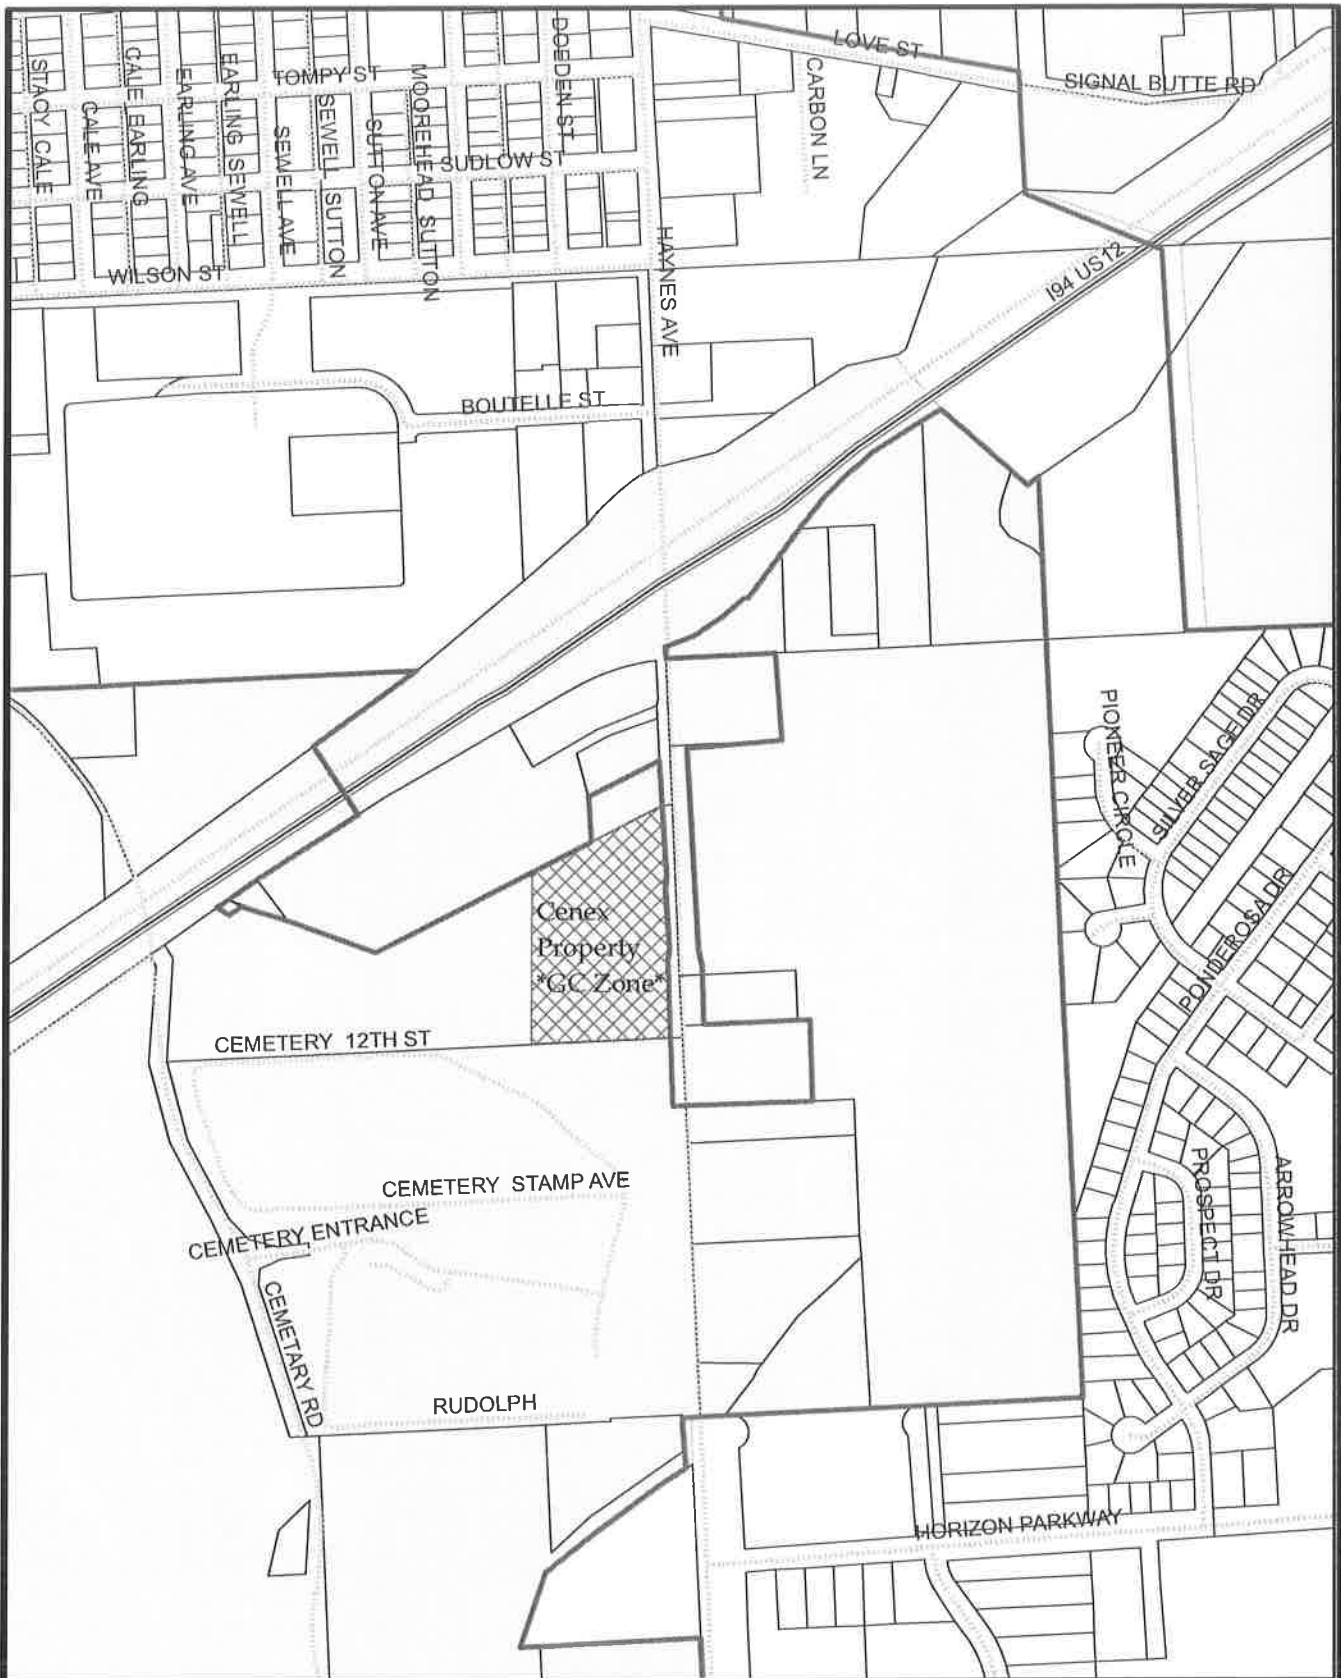 LOVE ST
SIGNAL BUTTE RD
STACY CALE
CALE AVE
CALE EARLING
EARLING AVE
EARLING SEWELL
TOMPY ST
SEWELL AVE
SEWELL SUTTON
SUTTON AVE
MOOREHEAD SUTTON
DOEDEN ST
SUDLOW ST
CARBON LN
WILSON ST
HAYNES AVE
I94 US12
BOUTELLE ST
PIONEER CIRCLE
SILVER SAGE DR
PONDEROSA DR
Cenex
Property
*GC Zone*
CEMETERY 12TH ST
CEMETERY STAMP AVE
CEMETERY ENTRANCE
CEMETARY RD
PROSPECT DR
ARROWHEAD DR
RUDOLPH
HORIZON PARKWAY